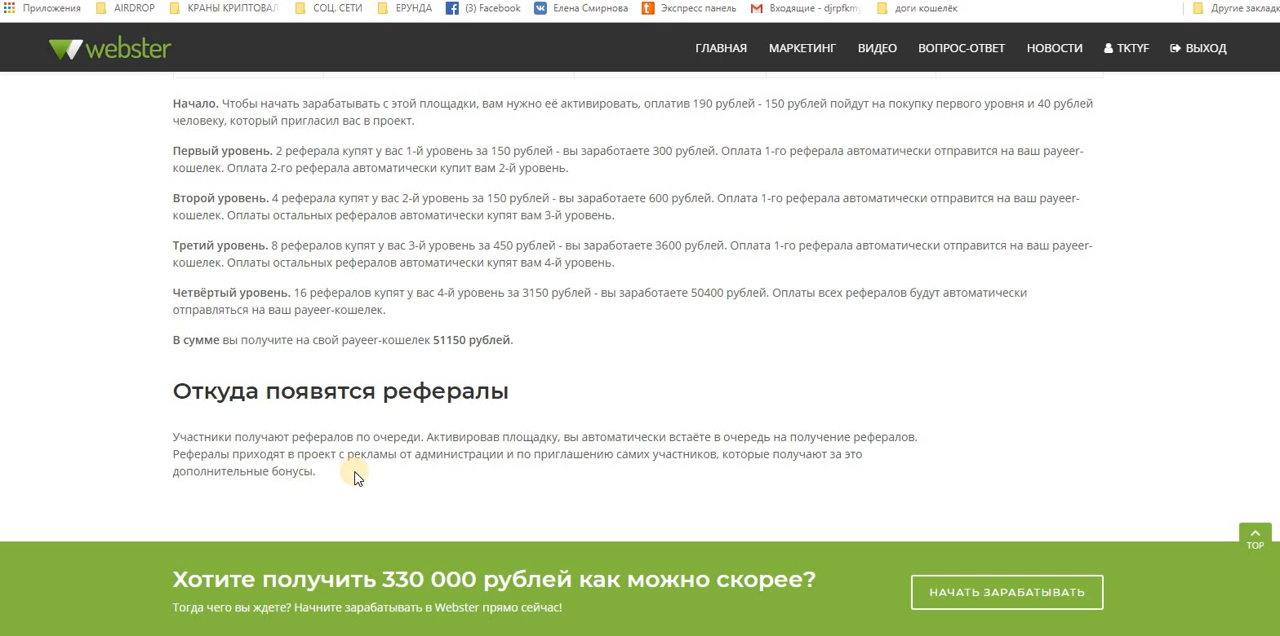 Приложения AIRDROP КРАНЫ КРИПТОВАЛ СОЦ. СЕТИ ЕРУНДА (3) Facebook Елена Смирнова Экспресс панель Входящие - djrpfkm доги кошелёк Другие заклад
webster ГЛАВНАЯ МАРКЕТИНГ ВИДЕО ВОПРОС-ОТВЕТ НОВОСТИ TKTYF ВЫХОД
Начало. Чтобы начать зарабатывать с этой площадки, вам нужно её активировать, оплатив 190 рублей - 150 рублей пойдут на покупку первого уровня и 40 рублей
человеку, который пригласил вас в проект.
Первый уровень. 2 реферала купят у вас 1-й уровень за 150 рублей - вы заработаете 300 рублей. Оплата 1-го реферала автоматически отправится на ваш payeer-
кошелек. Оплата 2-го реферала автоматически купит вам 2-й уровень.
Второй уровень. 4 реферала купят у вас 2-й уровень за 150 рублей - вы заработаете 600 рублей. Оплата 1-го реферала автоматически отправится на ваш payeer-
кошелек. Оплаты остальных рефералов автоматически купят вам 3-й уровень.
Третий уровень. 8 рефералов купят у вас 3-й уровень за 450 рублей - вы заработаете 3600 рублей. Оплата 1-го реферала автоматически отправится на ваш payeer-
кошелек. Оплаты остальных рефералов автоматически купят вам 4-й уровень.
Четвёртый уровень. 16 рефералов купят у вас 4-й уровень за 3150 рублей - вы заработаете 50400 рублей. Оплаты всех рефералов будут автоматически
отправляться на ваш payeer-кошелек.
В сумме вы получите на свой payeer-кошелек 51150 рублей.
Откуда появятся рефералы
Участники получают рефералов по очереди. Активировав площадку, вы автоматически встаёте в очередь на получение рефералов.
Рефералы приходят в проект с рекламы от администрации и по приглашению самих участников, которые получают за это
дополнительные бонусы.
TOP
Хотите получить 330 000 рублей как можно скорее?
Тогда чего вы ждете? Начните зарабатывать в Webster прямо сейчас!
НАЧАТЬ ЗАРАБАТЫВАТЬ